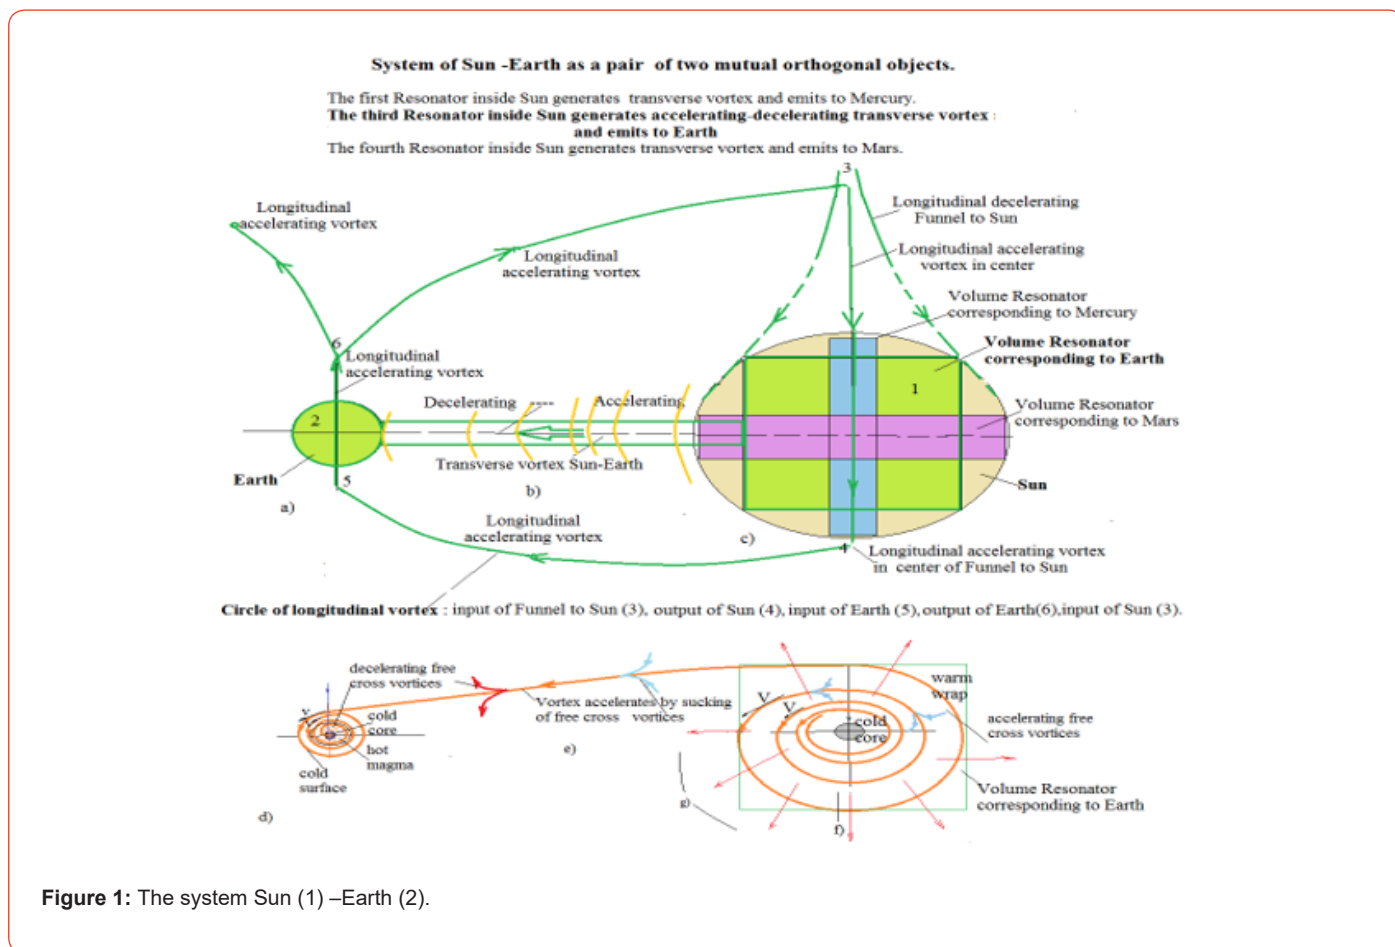 System of Sun -Earth as a pair of two mutual orthogonal objects.
The first Resonator inside Sun generates transverse vortex and emits to Mercury.
The third Resonator inside Sun generates accelerating-decelerating transverse vortex :
and emits to Earth
The fourth Resonator inside Sun generates transverse vortex and emits to Mars.
3
Longitudinal
accelerating vortex
Longitudinal decelerating
Funnel to Sun
Longitudinal
accelerating vortex
Longitudinal accelerating
vortex in center
Volume Resonator
corresponding to Mercury
6
Longitudinal
accelerating vortex
Volume Resonator
corresponding to Earth
1
Decelerating ----
Accelerating
Volume Resonator
corresponding to Mars
2
Transverse vortex Sun-Earth
Earth
5
b)
Sun
a)
Longitudinal
accelerating vortex
c)
4
Longitudinal accelerating vortex
in center of Funnel to Sun
Circle of longitudinal vortex : input of Funnel to Sun (3), output of Sun (4), input of Earth (5), output of Earth(6),input of Sun (3).
decelerating free
cross vortices
warm
wrap
Vortex accelerates by sucking
of free cross vortices
V
V
V
cold
core
cold
core
accelerating free
cross vortices
hot
magma
e)
cold
surface
Volume Resonator
corresponding to Earth
g)
d)
f)
Figure 1: The system Sun (1) –Earth (2).